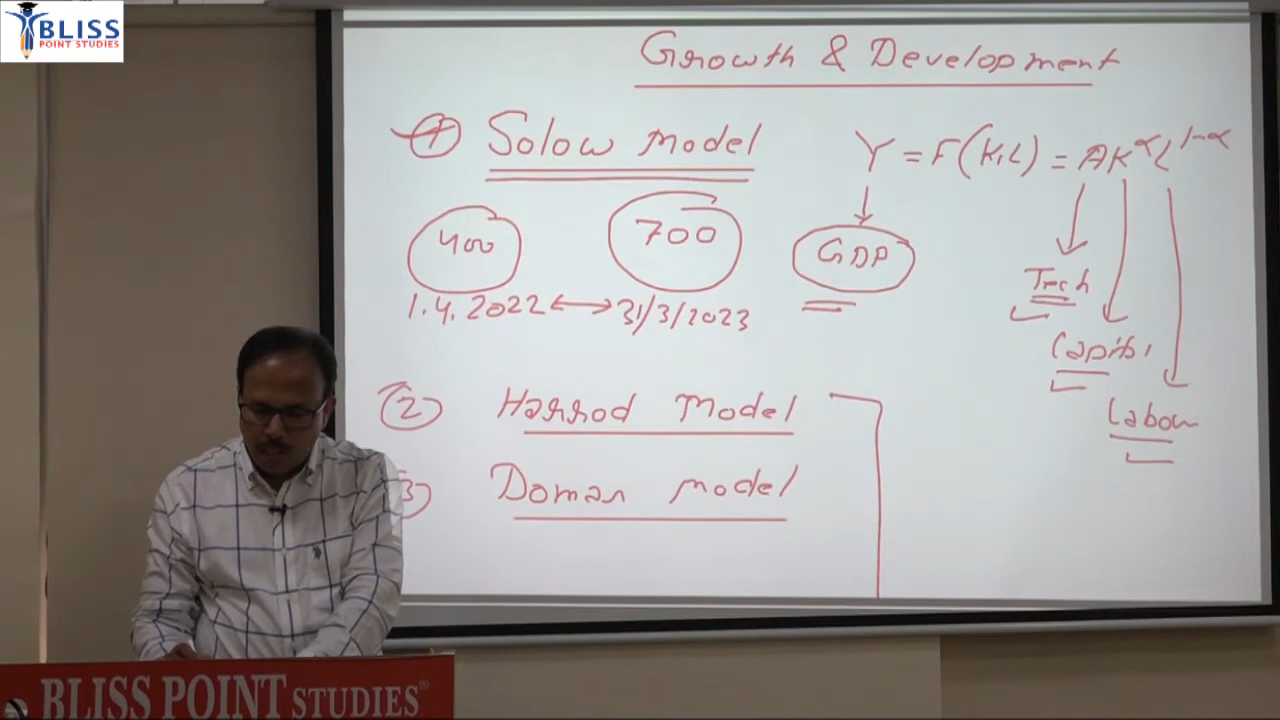 BLISS
POINT STUDIES
Growth & Development
① Solow Model
Y = F(K,L) = AK^α L^1-α
400
700
GDP
Tech
1.4.2022 ↔ 31/3/2023
Capital
② Harrod Model
Labour
3) Domar Model
BLISS POINT STUDIES®